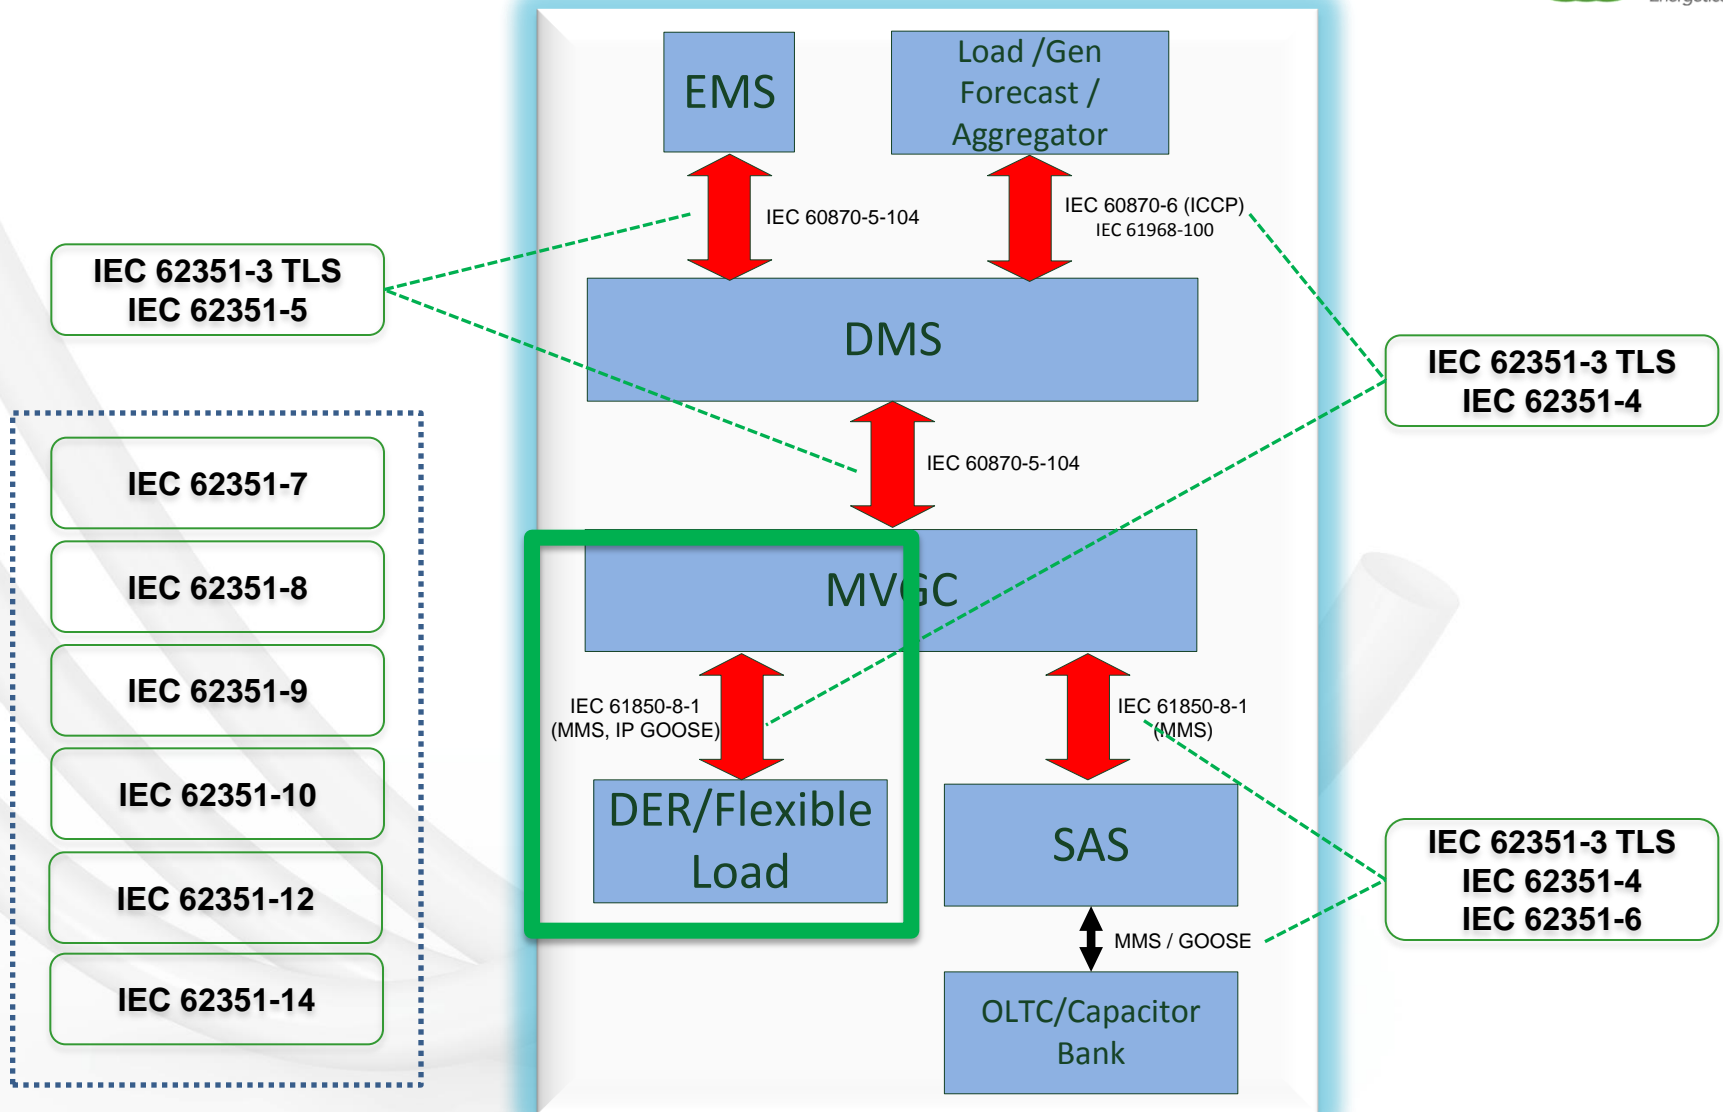 Energetico
EMS
Load /Gen
Forecast /
Aggregator
IEC 60870-5-104
IEC 60870-6 (ICCP)
IEC 61968-100
IEC 62351-3 TLS
IEC 62351-5
DMS
IEC 62351-3 TLS
IEC 62351-4
IEC 60870-5-104
IEC 62351-7
IEC 62351-8
IEC 62351-9
IEC 62351-10
IEC 62351-12
IEC 62351-14
MVGC
IEC 61850-8-1
(MMS, IP GOOSE)
IEC 61850-8-1
(MMS)
DER/Flexible
Load
SAS
IEC 62351-3 TLS
IEC 62351-4
IEC 62351-6
MMS / GOOSE
OLTC/Capacitor
Bank